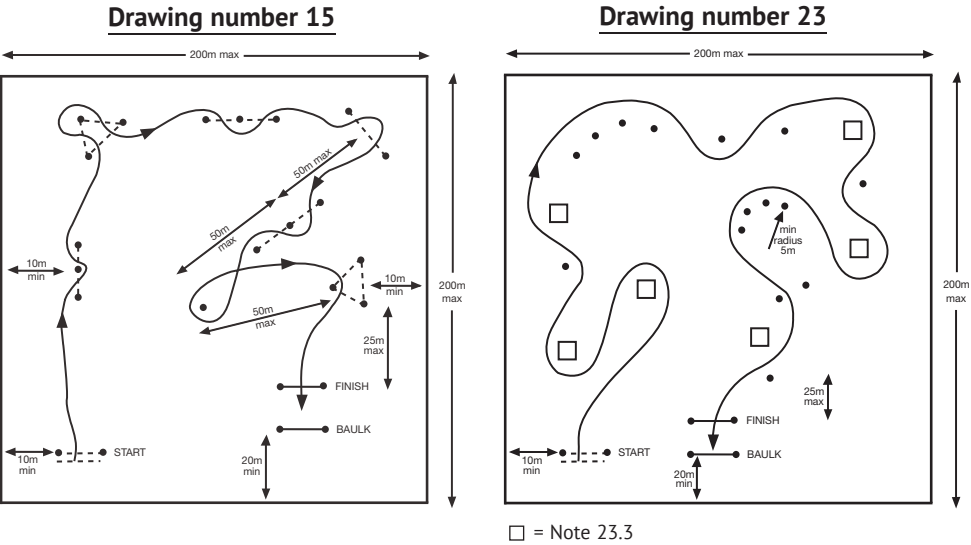 Drawing number 15
200m max
50m max
50m
max
10m
min
10m
min
50m
max
200m
max
25m
max
FINISH
BAULK
START
10m
min
20m
min
Drawing number 23
200m max
min
radius
5m
200m
max
25m
max
FINISH
START
BAULK
10m
min
20m
min
= Note 23.3